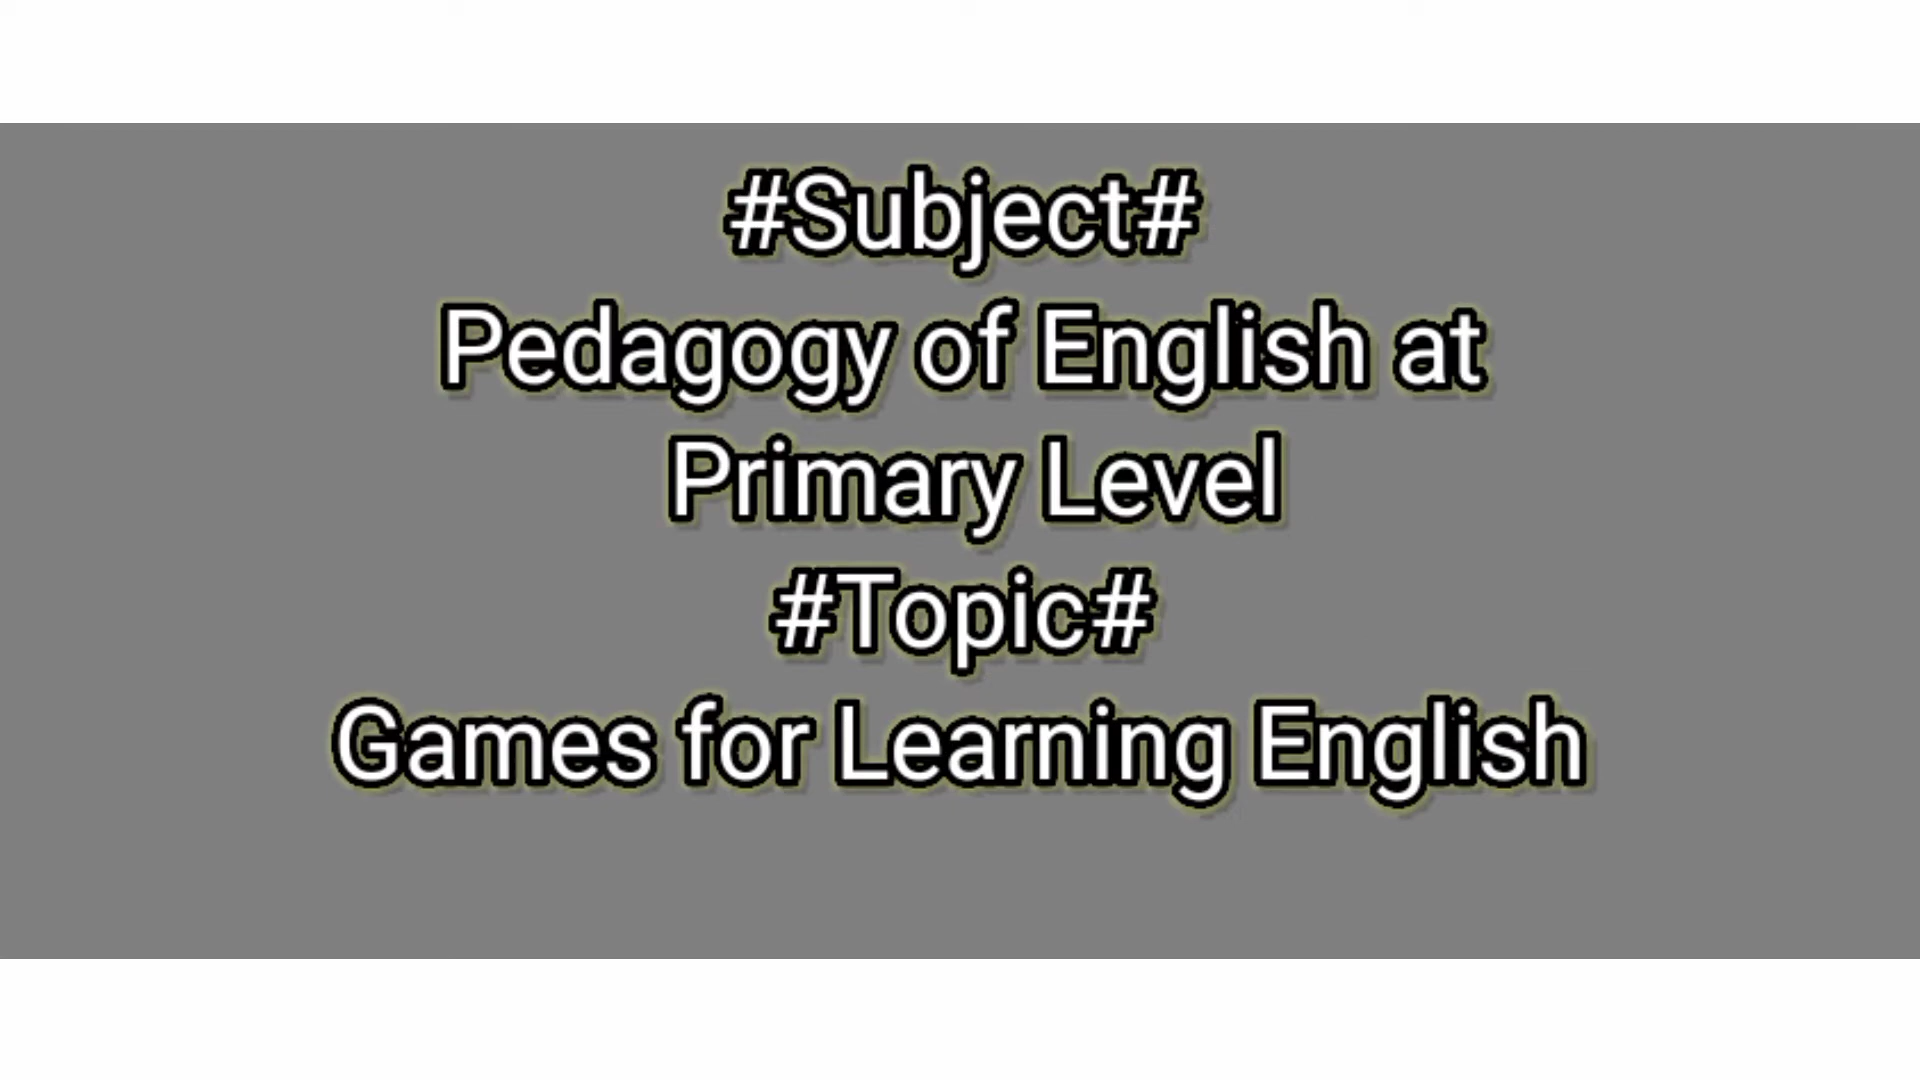 #Subject#
Pedagogy of English at
Primary Level
#Topic#
Games for Learning English